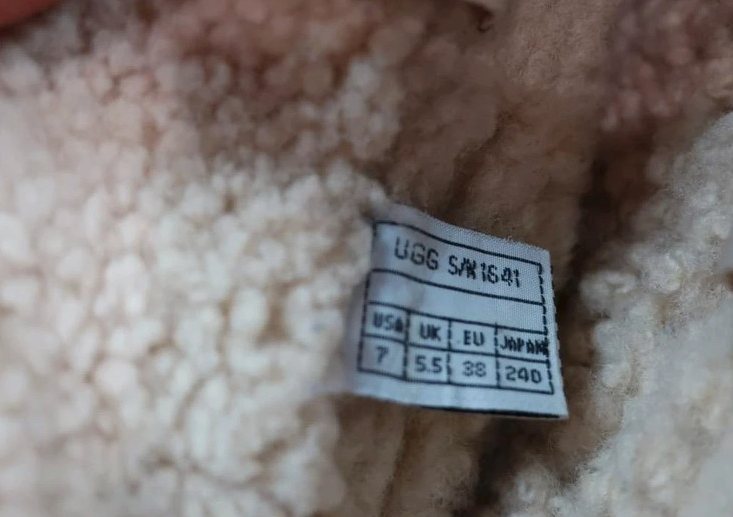 UGG S/N 1641
USA UK EU JAPAN
7 5.5 38 240